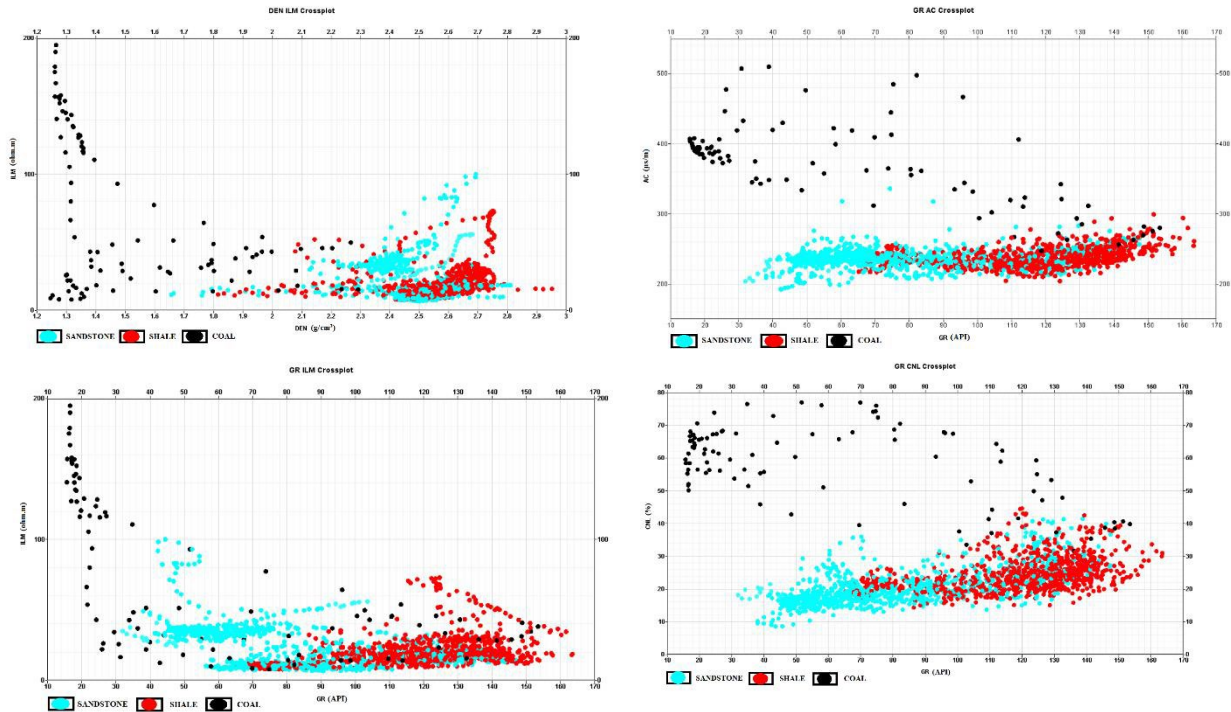 DEN ILM Crossplot
1.2 1.3 1.4 1.5 1.6 1.7 1.8 1.9 2 2.1 2.2 2.3 2.4 2.5 2.6 2.7 2.8 2.9 3
200 200
100 100
0 0
ILM (ohm.m)
1.2 1.3 1.4 1.5 1.6 1.7 1.8 1.9 2 2.1 2.2 2.3 2.4 2.5 2.6 2.7 2.8 2.9 3
DEN (g/cm³)
SANDSTONE SHALE COAL
GR AC Crossplot
10 20 30 40 50 60 70 80 90 100 110 120 130 140 150 160 170
500 500
400 400
300 300
200 200
AC (µs/m)
10 20 30 40 50 60 70 80 90 100 110 120 130 140 150 160 170
GR (API)
SANDSTONE SHALE COAL
GR ILM Crossplot
10 20 30 40 50 60 70 80 90 100 110 120 130 140 150 160 170
200 200
100 100
0 0
ILM (ohm.m)
10 20 30 40 50 60 70 80 90 100 110 120 130 140 150 160 170
GR (API)
SANDSTONE SHALE COAL
GR CNL Crossplot
10 20 30 40 50 60 70 80 90 100 110 120 130 140 150 160 170
80 80
70 70
60 60
50 50
40 40
30 30
20 20
10 10
0 0
CNL (%)
10 20 30 40 50 60 70 80 90 100 110 120 130 140 150 160 170
GR (API)
SANDSTONE SHALE COAL